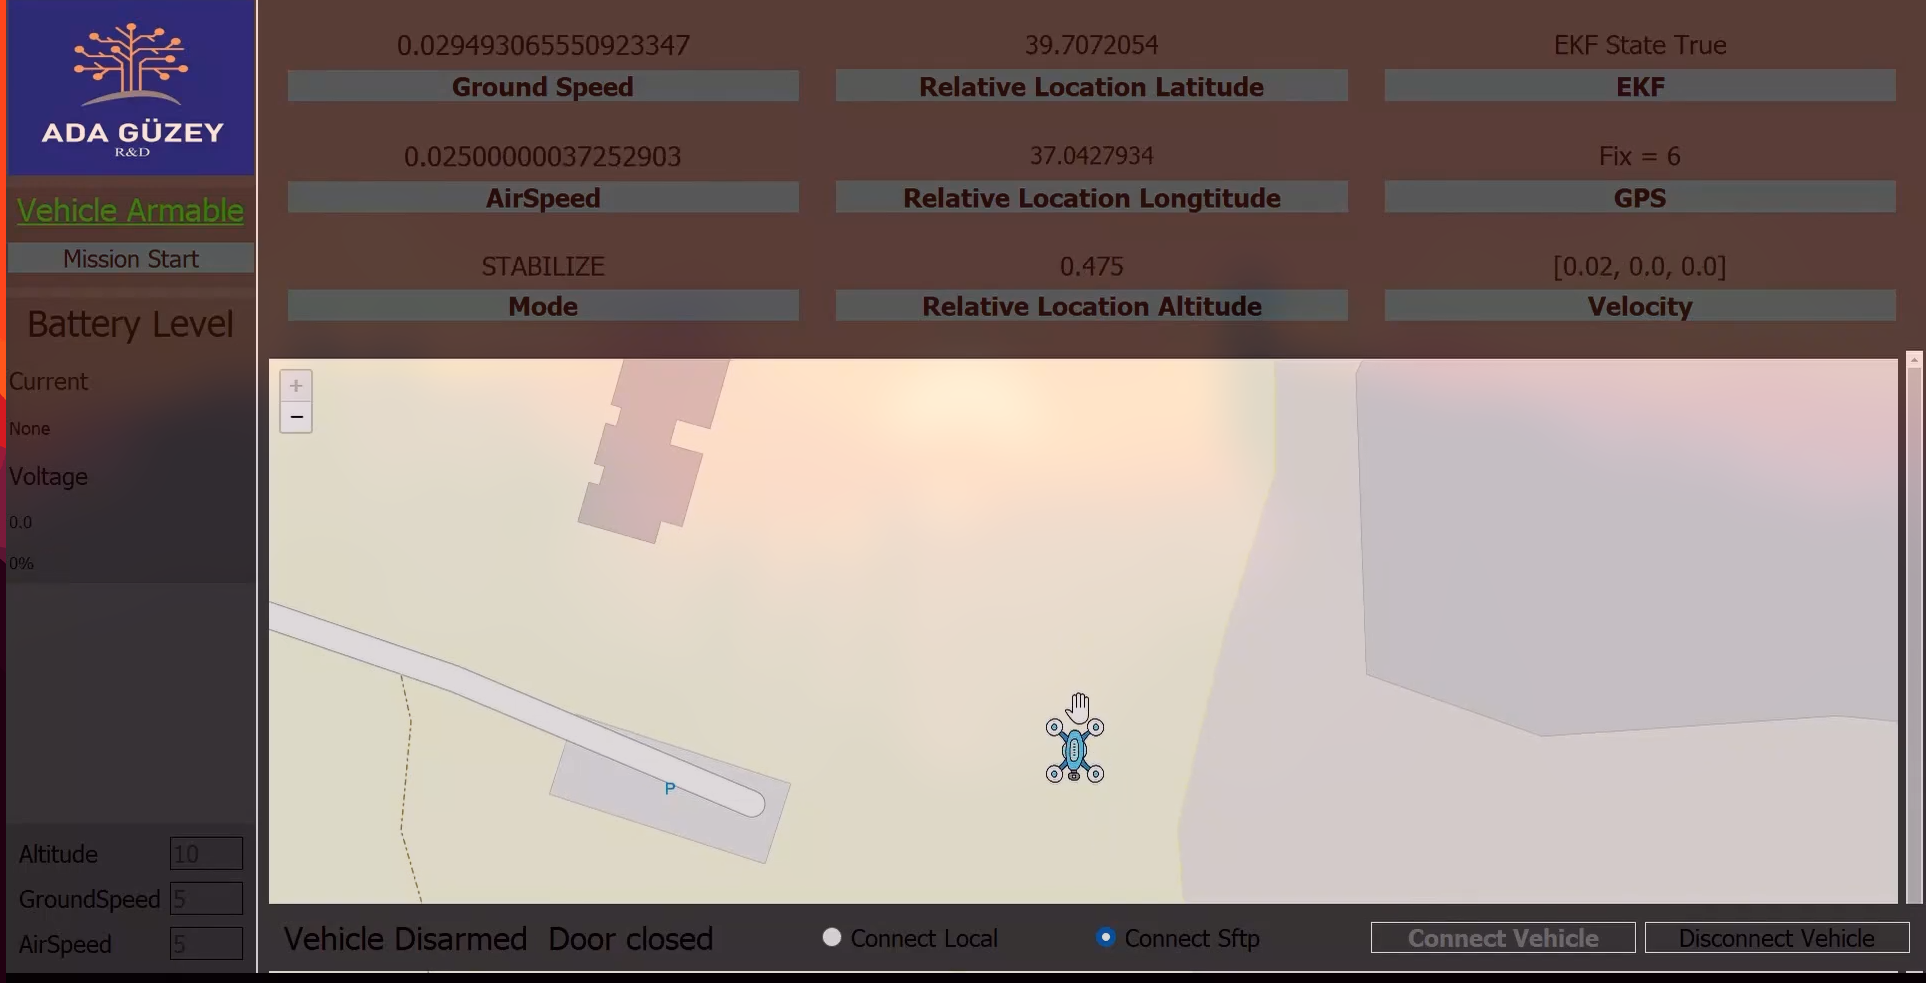 ADA GÜZEY
R&D
Vehicle Armable
Mission Start
Battery Level
Current
None
Voltage
0.0
0%
Altitude 10
GroundSpeed 5
AirSpeed 5
0.029493065550923347
Ground Speed
39.7072054
Relative Location Latitude
EKF State True
EKF
0.02500000037252903
AirSpeed
37.0427934
Relative Location Longtitude
Fix = 6
GPS
STABILIZE
Mode
0.475
Relative Location Altitude
[0.02, 0.0, 0.0]
Velocity
+
−
P
Vehicle Disarmed Door closed Connect Local Connect Sftp Connect Vehicle Disconnect Vehicle